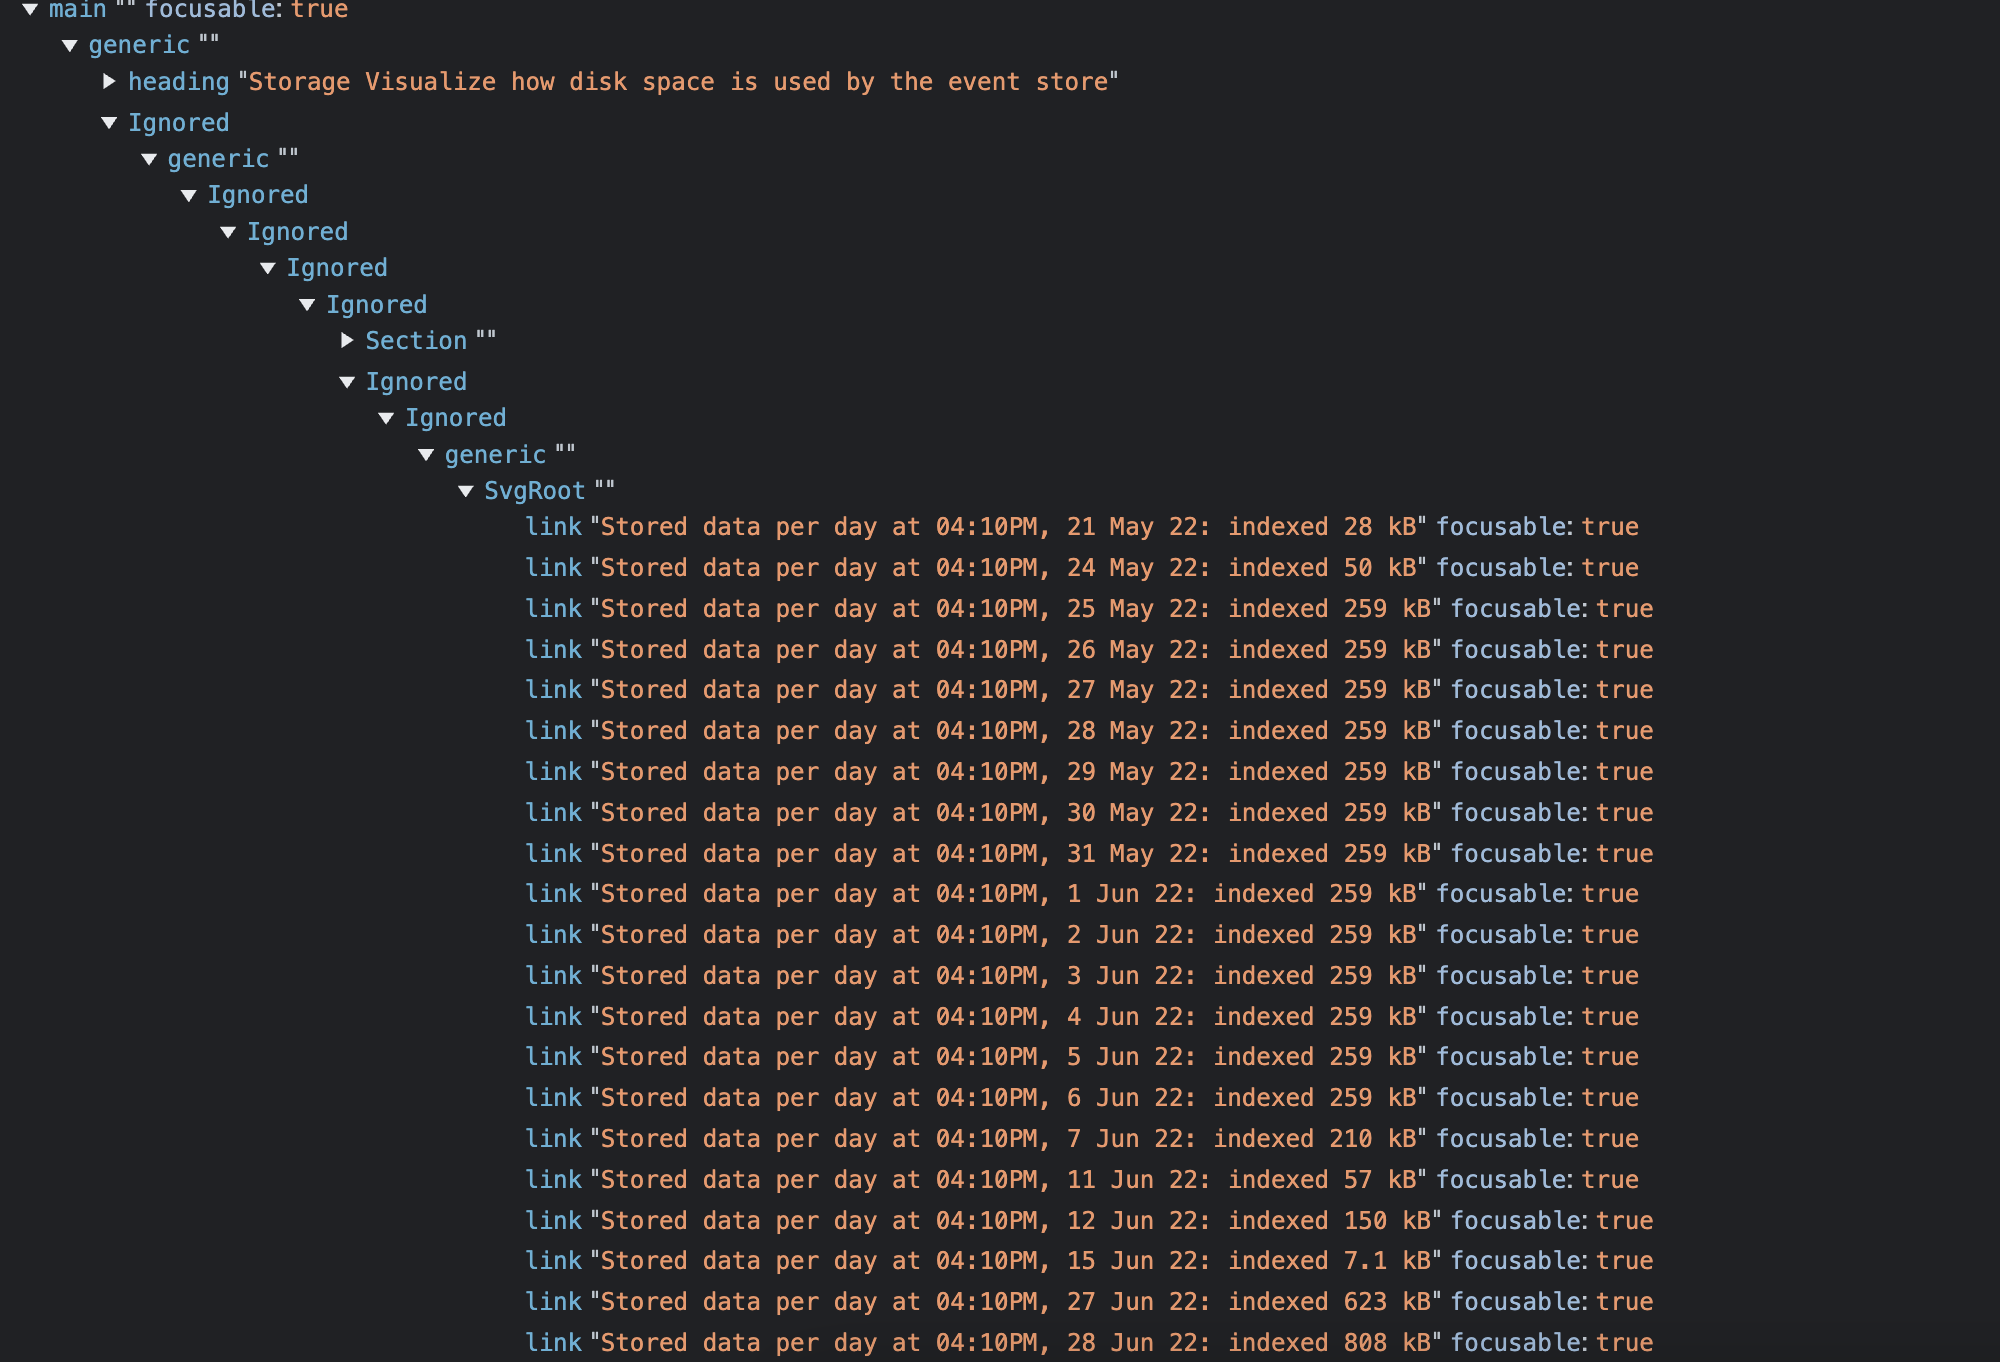 main "" focusable: true
generic ""
heading "Storage Visualize how disk space is used by the event store"
Ignored
generic ""
Ignored
Ignored
Ignored
Ignored
Section ""
Ignored
Ignored
generic ""
SvgRoot ""
link "Stored data per day at 04:10PM, 21 May 22: indexed 28 kB" focusable: true
link "Stored data per day at 04:10PM, 24 May 22: indexed 50 kB" focusable: true
link "Stored data per day at 04:10PM, 25 May 22: indexed 259 kB" focusable: true
link "Stored data per day at 04:10PM, 26 May 22: indexed 259 kB" focusable: true
link "Stored data per day at 04:10PM, 27 May 22: indexed 259 kB" focusable: true
link "Stored data per day at 04:10PM, 28 May 22: indexed 259 kB" focusable: true
link "Stored data per day at 04:10PM, 29 May 22: indexed 259 kB" focusable: true
link "Stored data per day at 04:10PM, 30 May 22: indexed 259 kB" focusable: true
link "Stored data per day at 04:10PM, 31 May 22: indexed 259 kB" focusable: true
link "Stored data per day at 04:10PM, 1 Jun 22: indexed 259 kB" focusable: true
link "Stored data per day at 04:10PM, 2 Jun 22: indexed 259 kB" focusable: true
link "Stored data per day at 04:10PM, 3 Jun 22: indexed 259 kB" focusable: true
link "Stored data per day at 04:10PM, 4 Jun 22: indexed 259 kB" focusable: true
link "Stored data per day at 04:10PM, 5 Jun 22: indexed 259 kB" focusable: true
link "Stored data per day at 04:10PM, 6 Jun 22: indexed 259 kB" focusable: true
link "Stored data per day at 04:10PM, 7 Jun 22: indexed 210 kB" focusable: true
link "Stored data per day at 04:10PM, 11 Jun 22: indexed 57 kB" focusable: true
link "Stored data per day at 04:10PM, 12 Jun 22: indexed 150 kB" focusable: true
link "Stored data per day at 04:10PM, 15 Jun 22: indexed 7.1 kB" focusable: true
link "Stored data per day at 04:10PM, 27 Jun 22: indexed 623 kB" focusable: true
link "Stored data per day at 04:10PM, 28 Jun 22: indexed 808 kB" focusable: true